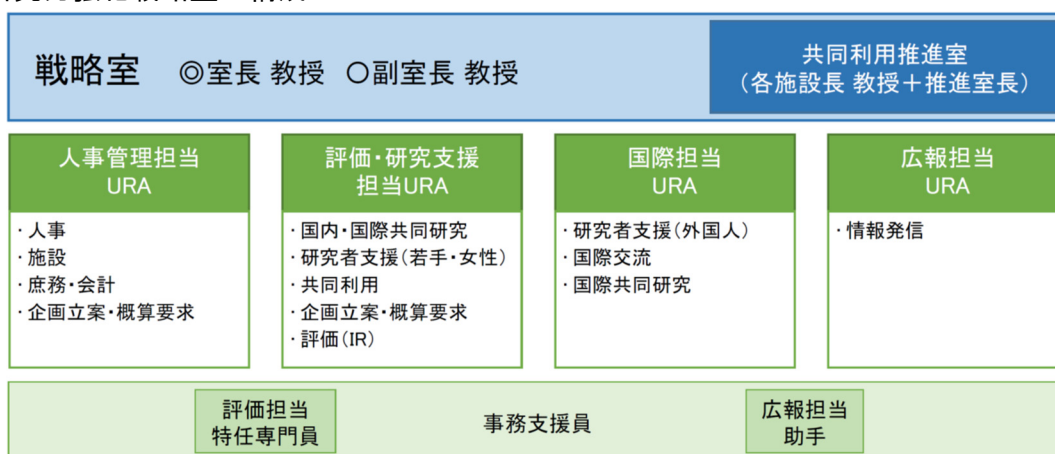 戦略室 ◎室長 教授 ○副室長 教授
共同利用推進室
(各施設長 教授+推進室長)
人事管理担当
URA
・人事
・施設
・庶務・会計
・企画立案・概算要求
評価・研究支援
担当URA
・国内・国際共同研究
・研究者支援(若手・女性)
・共同利用
・企画立案・概算要求
・評価(IR)
国際担当
URA
・研究者支援(外国人)
・国際交流
・国際共同研究
広報担当
URA
・情報発信
評価担当
特任専門員
事務支援員
広報担当
助手